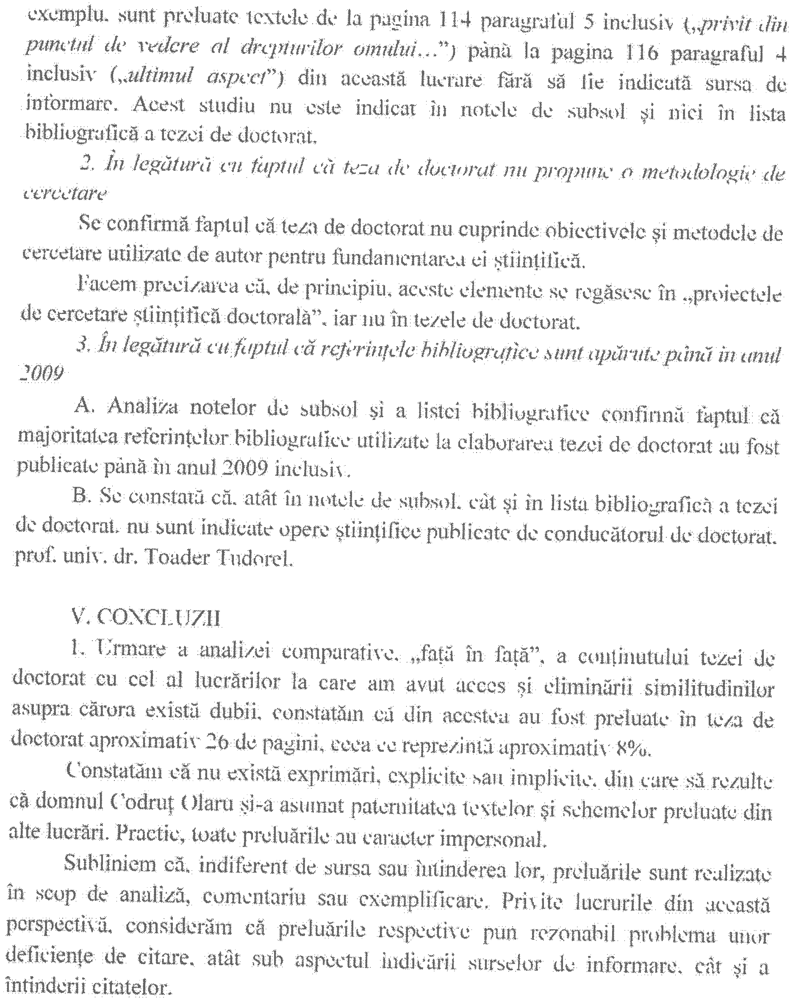 exemplu, sunt preluate textele de la pagina 114 paragraful 5 inclusiv („privit din
punctul de vedere al drepturilor omului…”) până la pagina 116 paragraful 4
inclusiv („ultimul aspect”) din această lucrare fără să fie indicată sursa de
informare. Acest studiu nu este indicat în notele de subsol și nici în lista
bibliografică a tezei de doctorat.
2. În legătură cu faptul că teza de doctorat nu propune o metodologie de
cercetare
Se confirmă faptul că teza de doctorat nu cuprinde obiectivele și metodele de
cercetare utilizate de autor pentru fundamentarea ei științifică.
Facem precizarea că, de principiu, aceste elemente se regăsesc în „proiectele
de cercetare științifică doctorală”, iar nu în tezele de doctorat.
3. În legătură cu faptul că referințele bibliografice sunt apărute până în anul
2009
A. Analiza notelor de subsol și a listei bibliografice confirmă faptul că
majoritatea referințelor bibliografice utilizate la elaborarea tezei de doctorat au fost
publicate până în anul 2009 inclusiv.
B. Se constată că, atât în notele de subsol, cât și în lista bibliografică a tezei
de doctorat, nu sunt indicate opere științifice publicate de conducătorul de doctorat,
prof. univ. dr. Toader Tudorel.
V. CONCLUZII
1. Urmare a analizei comparative, „față în față”, a conținutului tezei de
doctorat cu cel al lucrărilor la care am avut acces și eliminării similitudinilor
asupra cărora există dubii, constatăm că din acestea au fost preluate în teza de
doctorat aproximativ 26 de pagini, ceea ce reprezintă aproximativ 8%.
Constatăm că nu există exprimări, explicite sau implicite, din care să rezulte
că domnul Codruț Olaru și-a asumat paternitatea textelor și schemelor preluate din
alte lucrări. Practic, toate preluările au caracter impersonal.
Subliniem că, indiferent de sursa sau întinderea lor, preluările sunt realizate
în scop de analiză, comentariu sau exemplificare. Privite lucrurile din această
perspectivă, considerăm că preluările respective pun rezonabil problema unor
deficiențe de citare, atât sub aspectul indicării surselor de informare, cât și a
întinderii citatelor.